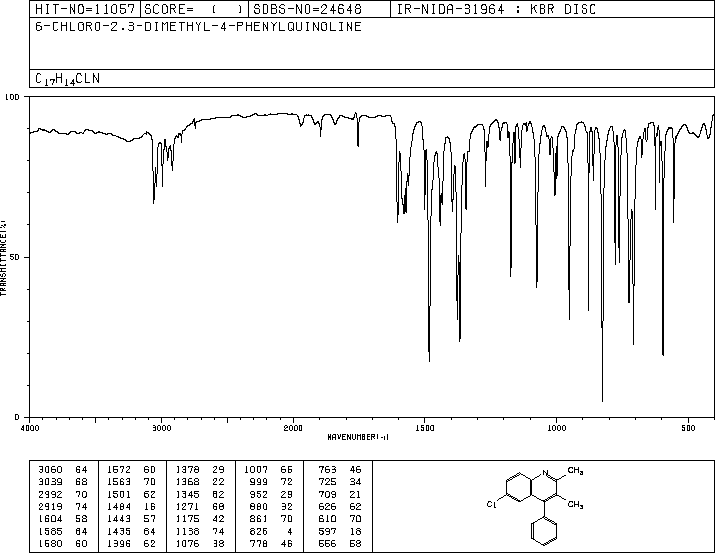 HIT-NO=11057 SCORE= ( ) SDBS-NO=24648 IR-NIDA-31964 : KBR DISC
6-CHLORO-2,3-DIMETHYL-4-PHENYLQUINOLINE
C17H14CLN
100
50
0
TRANSMITTANCE(%)
4000 3000 2000 1500 1000 500
WAVENUMBER(-1)
3060 64 1572 60 1378 29 1007 66 763 46
3039 68 1563 70 1368 22 999 72 725 34
2992 70 1501 62 1345 62 952 29 709 21
2919 74 1484 16 1271 68 880 32 626 62
1604 58 1443 57 1175 42 861 70 610 70
1585 64 1435 64 1138 74 826 4 597 18
1580 60 1396 62 1076 38 778 46 556 58
N
CH3
CH3
Cl